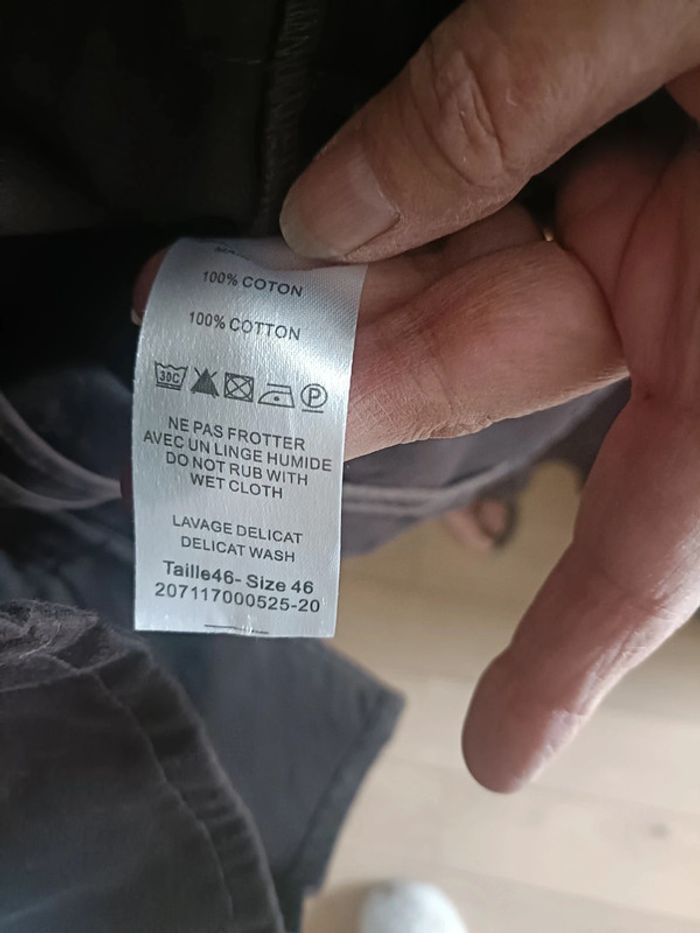 100% COTON
100% COTTON
30C
P
NE PAS FROTTER
AVEC UN LINGE HUMIDE
DO NOT RUB WITH
WET CLOTH
LAVAGE DELICAT
DELICAT WASH
Taille46- Size 46
207117000525-20